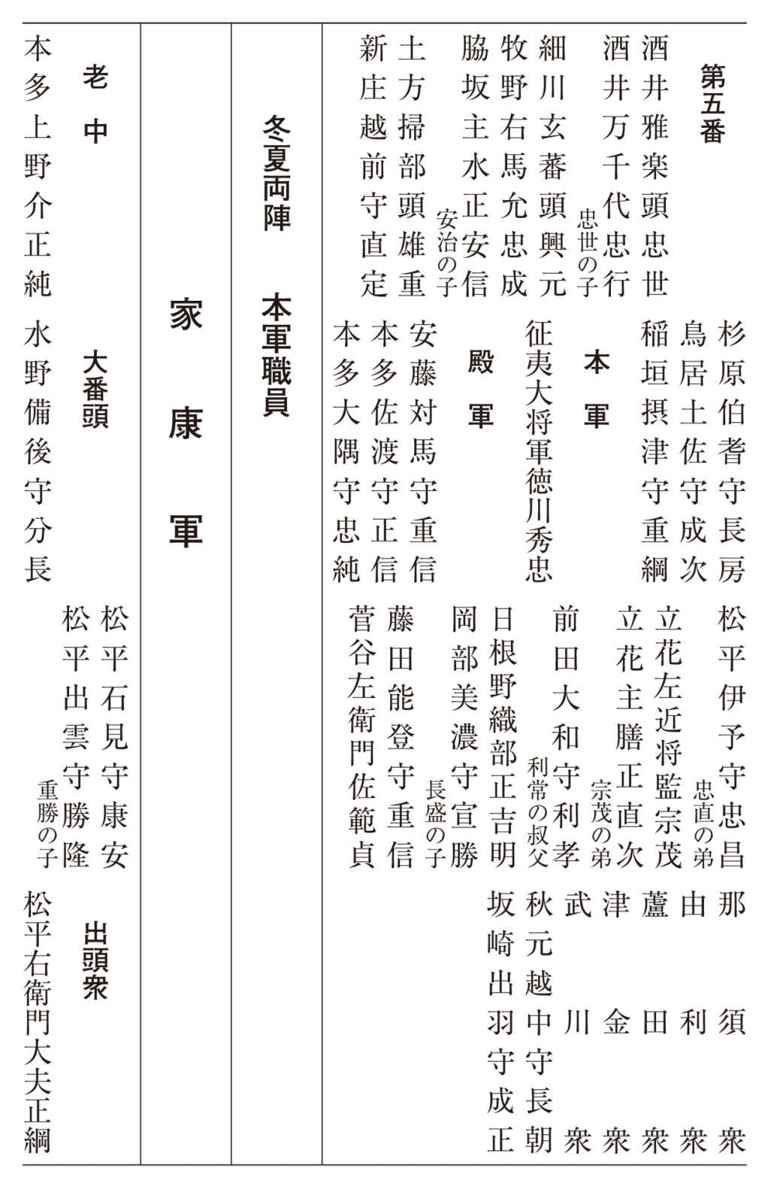 第五番
酒井雅楽頭忠世
酒井万千代忠行
忠世の子
細川玄蕃頭興元
牧野右馬允忠成
脇坂主水正安信
安治の子
土方掃部頭雄重
新庄越前守直定
杉原伯耆守長房
鳥居土佐守成次
稲垣摂津守重綱
本軍
征夷大将軍徳川秀忠
殿軍
安藤対馬守重信
本多佐渡守正信
本多大隅守忠純
松平伊予守忠昌
忠直の弟
立花左近将監宗茂
立花主膳正直次
宗茂の弟
前田大和守利孝
利常の叔父
日根野織部正吉明
岡部美濃守宣勝
長盛の子
藤田能登守重信
菅谷左衛門佐範貞
那須衆
由利衆
蘆田衆
津金衆
武川衆
秋元越中守長朝
坂崎出羽守成正
冬夏両陣　本軍職員
家康軍
老中
本多上野介正純
大番頭
水野備後守分長
松平石見守康安
松平出雲守勝隆
重勝の子
出頭衆
松平右衛門大夫正綱